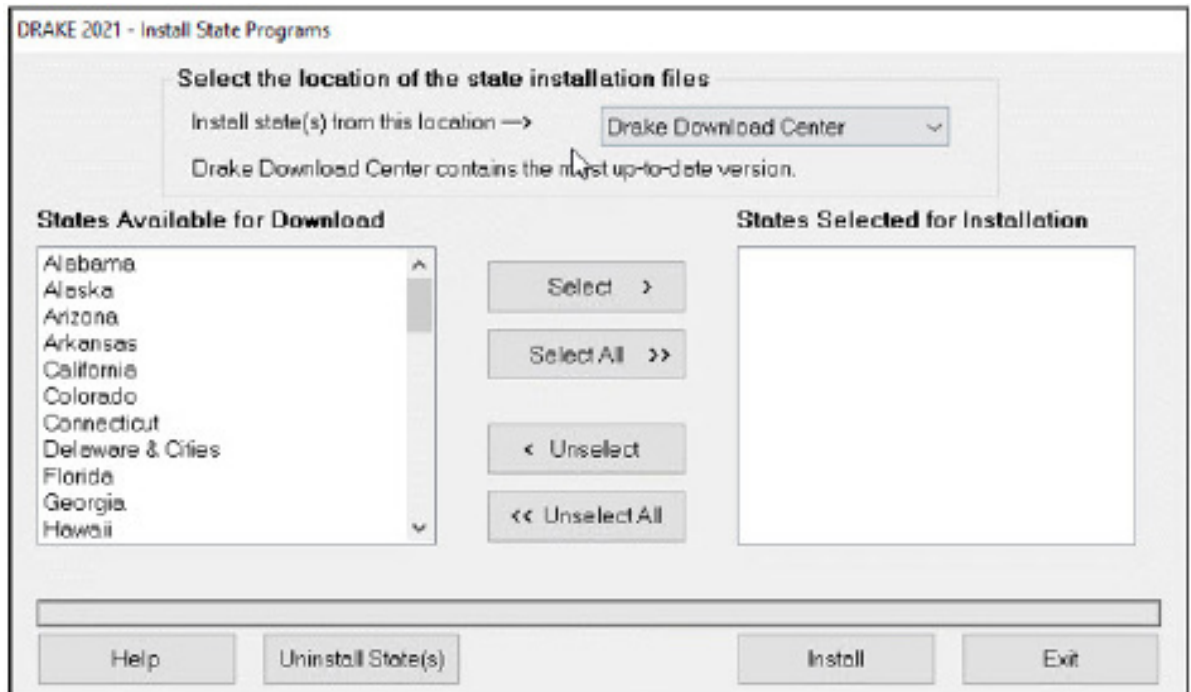 DRAKE 2021 - Install State Programs
Select the location of the state installation files
Install state(s) from this location -->
Drake Download Center
Drake Download Center contains the most up-to-date version.
States Available for Download
States Selected for Installation
Alabama
Alaska
Arizona
Arkansas
California
Colorado
Connecticut
Delaware & Cities
Florida
Georgia
Hawaii
Select >
Select All >>
< Unselect
<< Unselect All
Help
Uninstall State(s)
Install
Exit